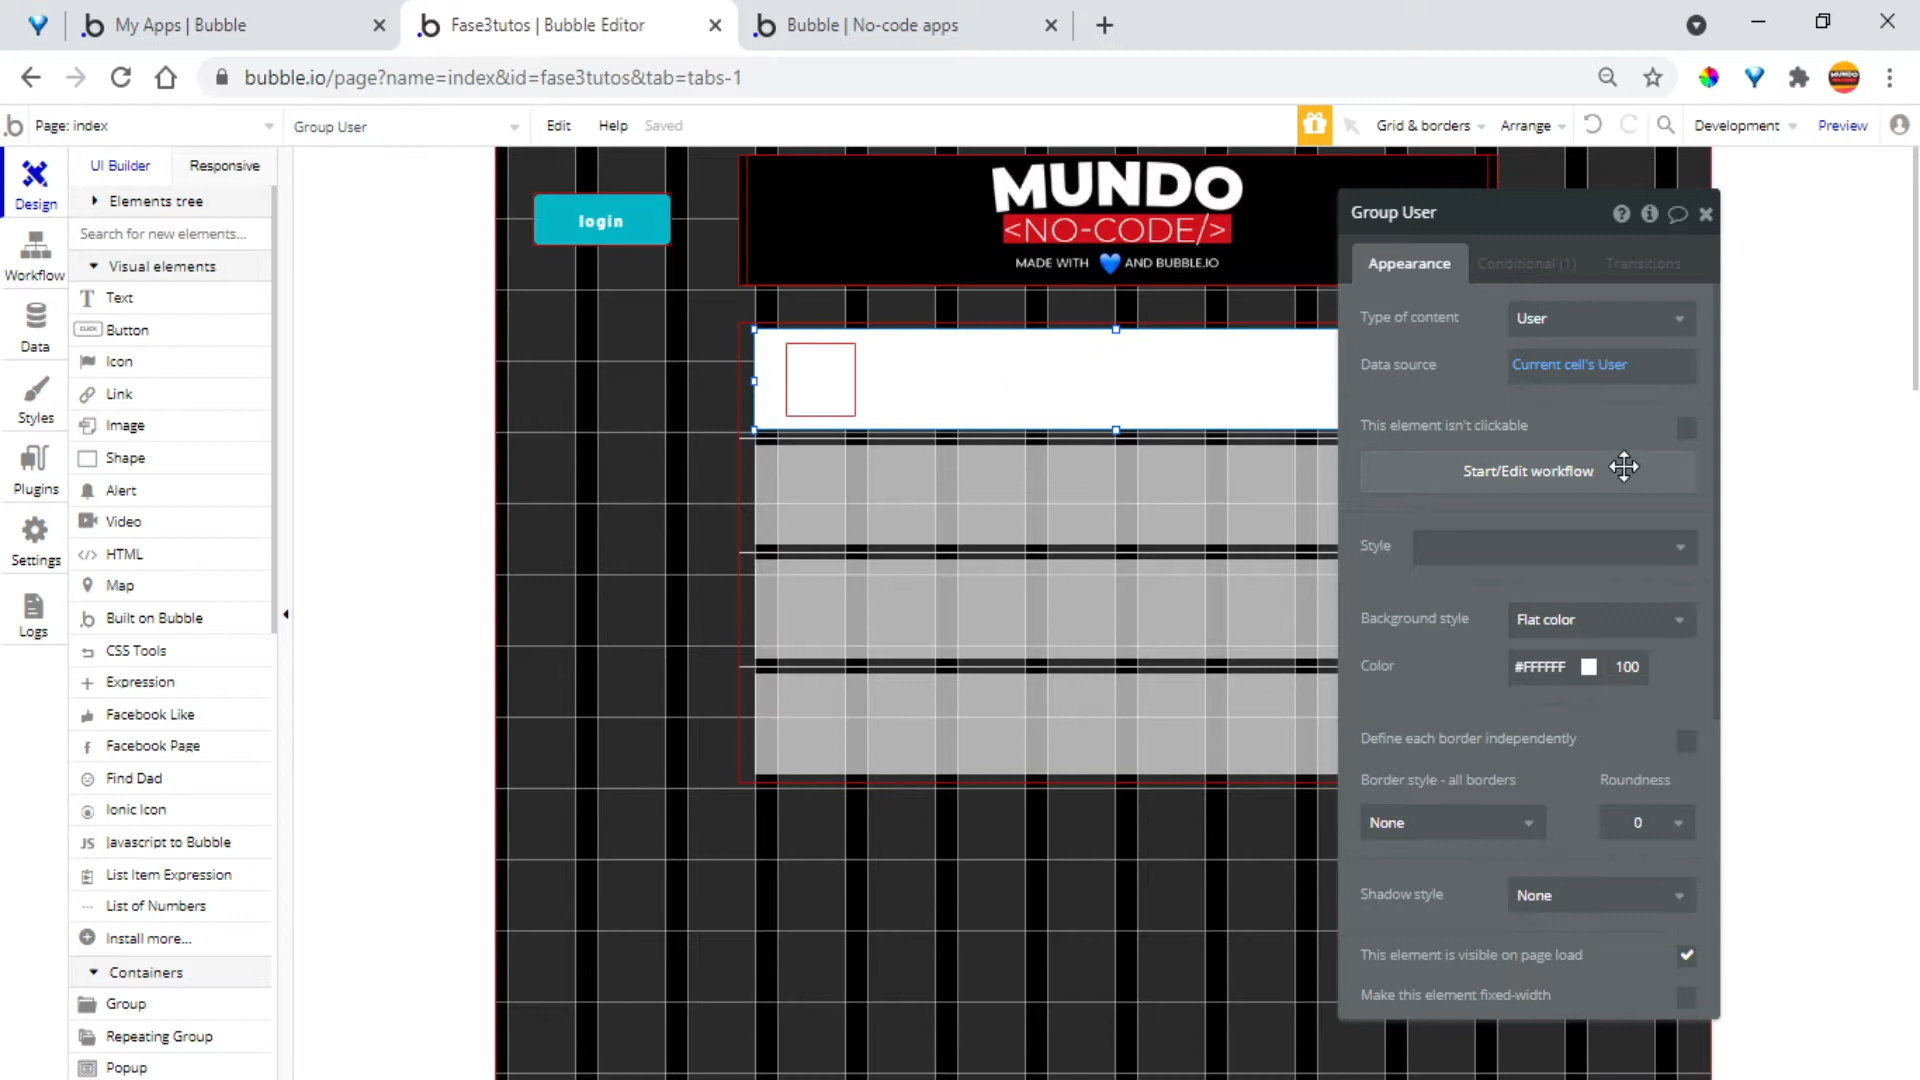 My Apps | Bubble
Fase3tutos | Bubble Editor
Bubble | No-code apps
bubble.io/page?name=index&id=fase3tutos&tab=tabs-1
MUNDO
Page: index
Group User
Edit
Help
Saved
Grid & borders
Arrange
Development
Preview
Design
Workflow
Data
Styles
Plugins
Settings
Logs
UI Builder
Responsive
Elements tree
Search for new elements...
Visual elements
Text
CLICK
Button
Icon
Link
Image
Shape
Alert
Video
</> HTML
Map
Built on Bubble
CSS Tools
Expression
Facebook Like
Facebook Page
Find Dad
Ionic Icon
JS Javascript to Bubble
List Item Expression
List of Numbers
Install more...
Containers
Group
Repeating Group
Popup
login
MUNDO
<NO-CODE/>
MADE WITH 💙 AND BUBBLE.IO
Group User
Appearance
Conditional (1)
Transitions
Type of content
User
Data source
Current cell's User
This element isn't clickable
Start/Edit workflow
Style
Background style
Flat color
Color
#FFFFFF
100
Define each border independently
Border style - all borders
Roundness
None
0
Shadow style
None
This element is visible on page load
Make this element fixed-width